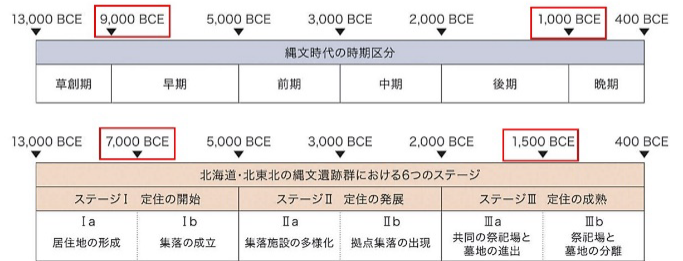 13,000 BCE 9,000 BCE 5,000 BCE 3,000 BCE 2,000 BCE 1,000 BCE 400 BCE
縄文時代の時期区分
草創期 早期 前期 中期 後期 晩期
13,000 BCE 7,000 BCE 5,000 BCE 3,000 BCE 2,000 BCE 1,500 BCE 400 BCE
北海道・北東北の縄文遺跡群における6つのステージ
ステージⅠ 定住の開始 ステージⅡ 定住の発展 ステージⅢ 定住の成熟
Ⅰa Ⅰb Ⅱa Ⅱb Ⅲa Ⅲb
居住地の形成 集落の成立 集落施設の多様化 拠点集落の出現 共同の祭祀場と 祭祀場と
墓地の進出 墓地の分離